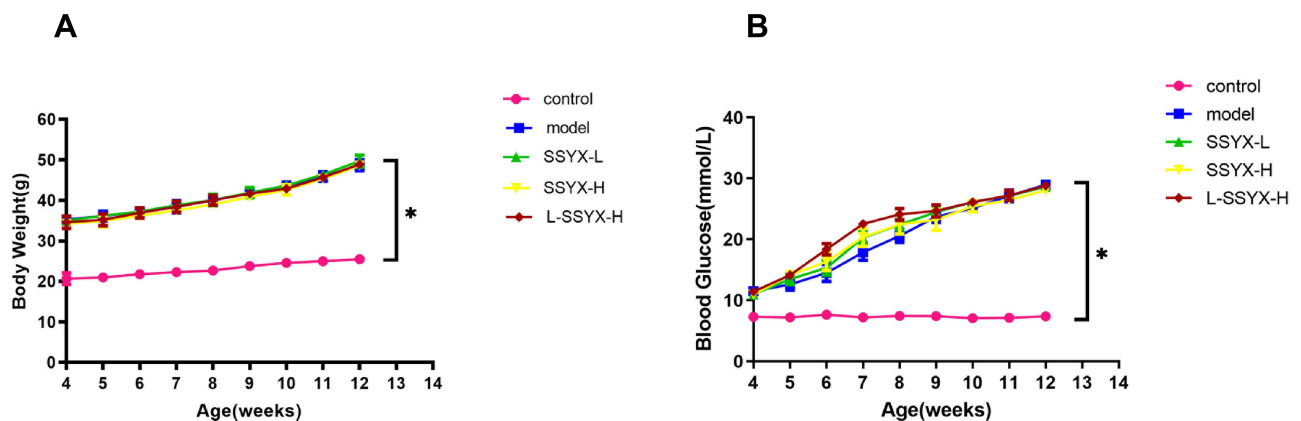 A
control
model
SSYX-L
SSYX-H
L-SSYX-H
Body Weight(g)
60
50
40
30
20
10
0
4 5 6 7 8 9 10 11 12 13 14
Age(weeks)
*
B
control
model
SSYX-L
SSYX-H
L-SSYX-H
Blood Glucose(mmol/L)
40
30
20
10
0
4 5 6 7 8 9 10 11 12 13 14
Age(weeks)
*